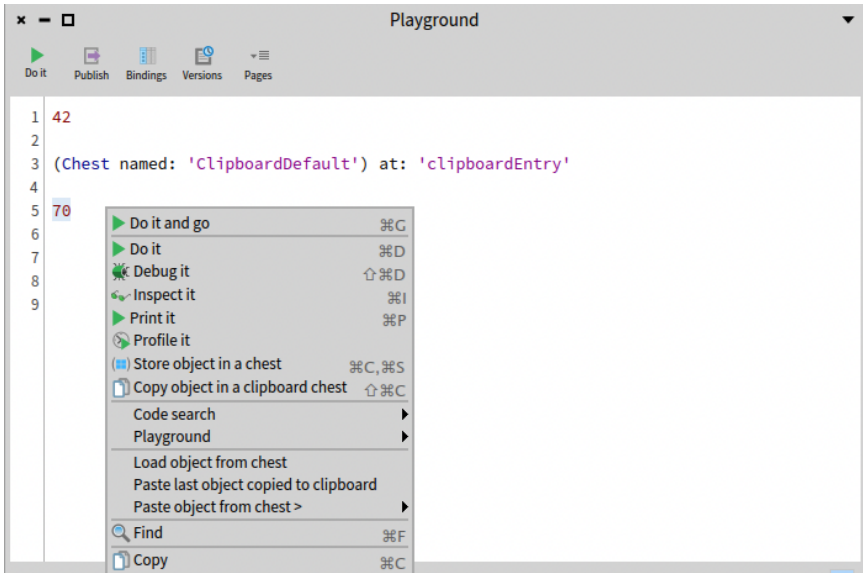 Playground
Do it Publish Bindings Versions Pages
1 42
2
3 (Chest named: 'ClipboardDefault') at: 'clipboardEntry'
4
5 70
6
7
8
9
Do it and go ⌘G
Do it ⌘D
Debug it ⇧⌘D
Inspect it ⌘I
Print it ⌘P
Profile it
Store object in a chest ⌘C,⌘S
Copy object in a clipboard chest ⇧⌘C
Code search
Playground
Load object from chest
Paste last object copied to clipboard
Paste object from chest >
Find ⌘F
Copy ⌘C